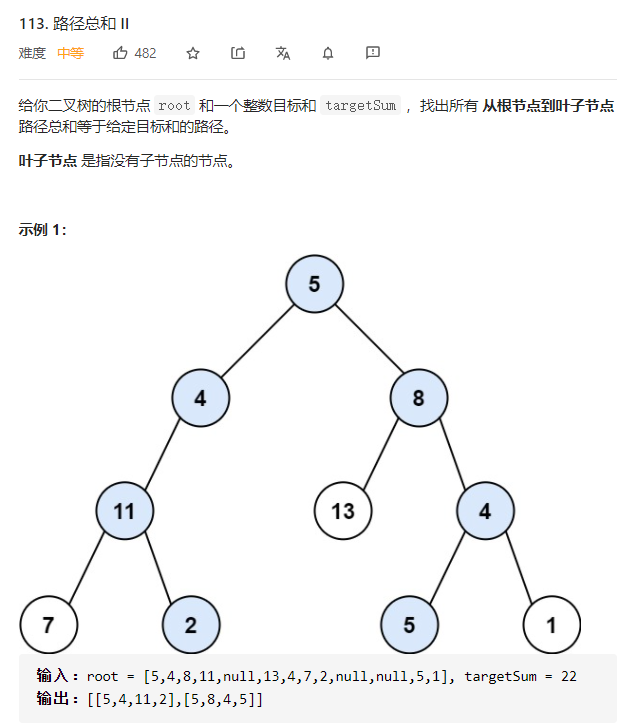 113. 路径总和 II
难度 中等 482
给你二叉树的根节点 root 和一个整数目标和 targetSum ，找出所有 从根节点到叶子节点
路径总和等于给定目标和的路径。
叶子节点 是指没有子节点的节点。
示例 1：
5
4 8
11 13 4
7 2 5 1
输入：root = [5,4,8,11,null,13,4,7,2,null,null,5,1], targetSum = 22
输出：[[5,4,11,2],[5,8,4,5]]